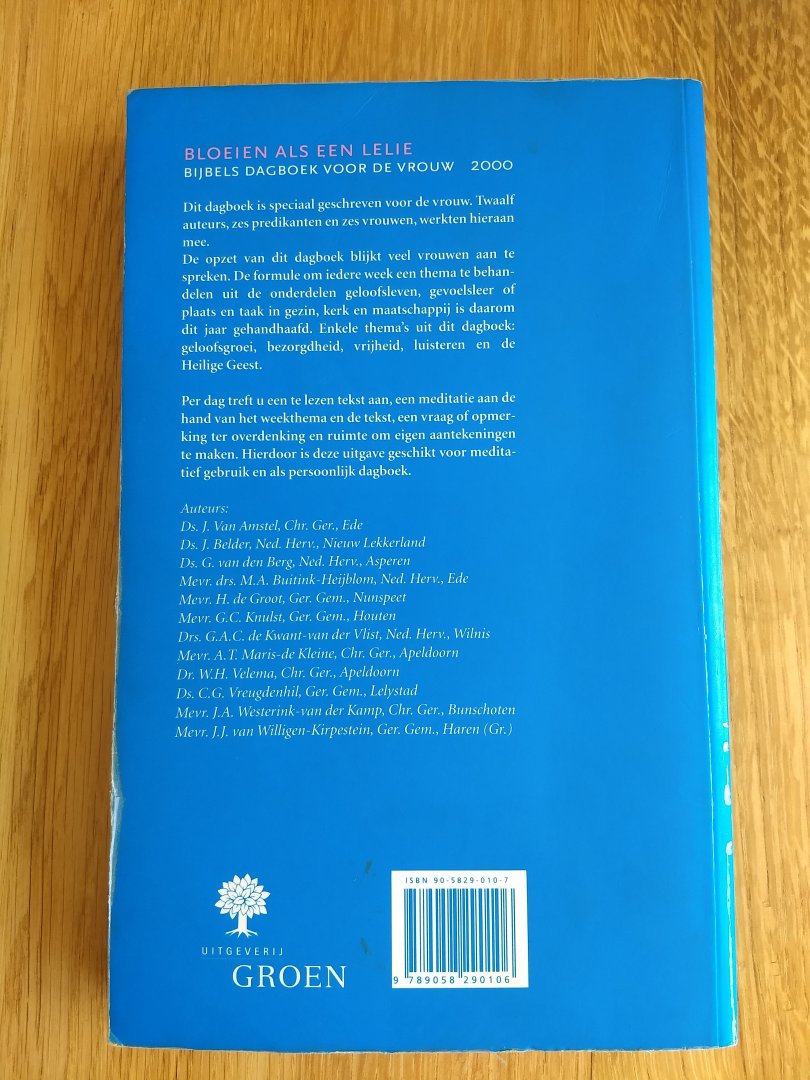 BLOEIEN ALS EEN LELIE
BIJBELS DAGBOEK VOOR DE VROUW 2000
Dit dagboek is speciaal geschreven voor de vrouw. Twaalf
auteurs, zes predikanten en zes vrouwen, werkten hieraan
mee.
De opzet van dit dagboek blijkt veel vrouwen aan te
spreken. De formule om iedere week een thema te behan-
delen uit de onderdelen geloofsleven, gevoelsleer of
plaats en taak in gezin, kerk en maatschappij is daarom
dit jaar gehandhaafd. Enkele thema's uit dit dagboek:
geloofsgroei, bezorgdheid, vrijheid, luisteren en de
Heilige Geest.
Per dag treft u een te lezen tekst aan, een meditatie aan de
hand van het weekthema en de tekst, een vraag of opmer-
king ter overdenking en ruimte om eigen aantekeningen
te maken. Hierdoor is deze uitgave geschikt voor medita-
tief gebruik en als persoonlijk dagboek.
Auteurs:
Ds. J. Van Amstel, Chr. Ger., Ede
Ds. J. Belder, Ned. Herv., Nieuw Lekkerland
Ds. G. van den Berg, Ned. Herv., Asperen
Mevr. drs. M.A. Buitink-Heijblom, Ned. Herv., Ede
Mevr. H. de Groot, Ger. Gem., Nunspeet
Mevr. G.C. Knulst, Ger. Gem., Houten
Drs. G.A.C. de Kwant-van der Vlist, Ned. Herv., Wilnis
Mevr. A.T. Maris-de Kleine, Chr. Ger., Apeldoorn
Dr. W.H. Velema, Chr. Ger., Apeldoorn
Ds. C.G. Vreugdenhil, Ger. Gem., Lelystad
Mevr. J.A. Westerink-van der Kamp, Chr. Ger., Bunschoten
Mevr. J.J. van Willigen-Kirpestein, Ger. Gem., Haren (Gr.)
ISBN 90-5829-010-7
9 789058 290106
UITGEVERIJ
GROEN